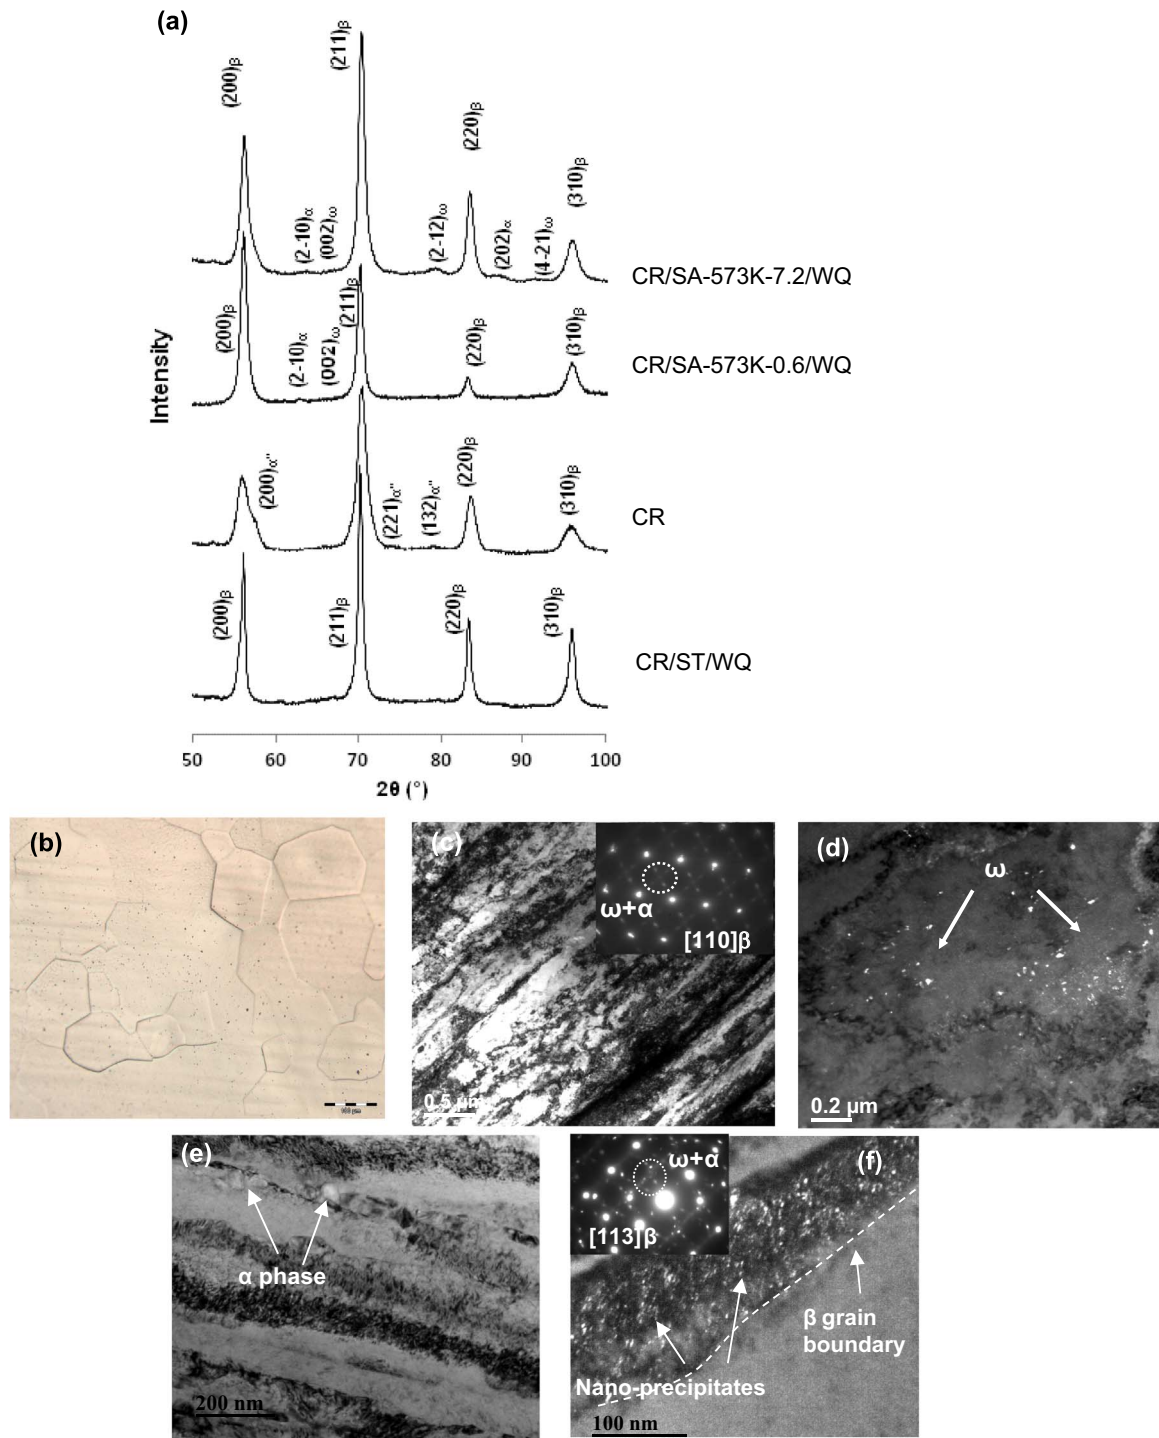 (a)
(200)β
(211)β
(220)β
(310)β
(2-10)α
(002)ω
(2-12)ω
(202)α
(4-21)ω
CR/SA-573K-7.2/WQ
(200)β
(2-10)α
(002)ω
(211)β
(220)β
(310)β
CR/SA-573K-0.6/WQ
(200)α"
(221)α"
(132)α"
(220)β
(310)β
CR
(200)β
(211)β
(220)β
(310)β
CR/ST/WQ
Intensity
50 60 70 80 90 100
2θ (°)
(b)
100 µm
(c)
ω+α
[110]β
0.5 µm
(d)
ω
0.2 µm
(e)
α phase
200 nm
(f)
ω+α
[113]β
β grain
boundary
Nano-precipitates
100 nm